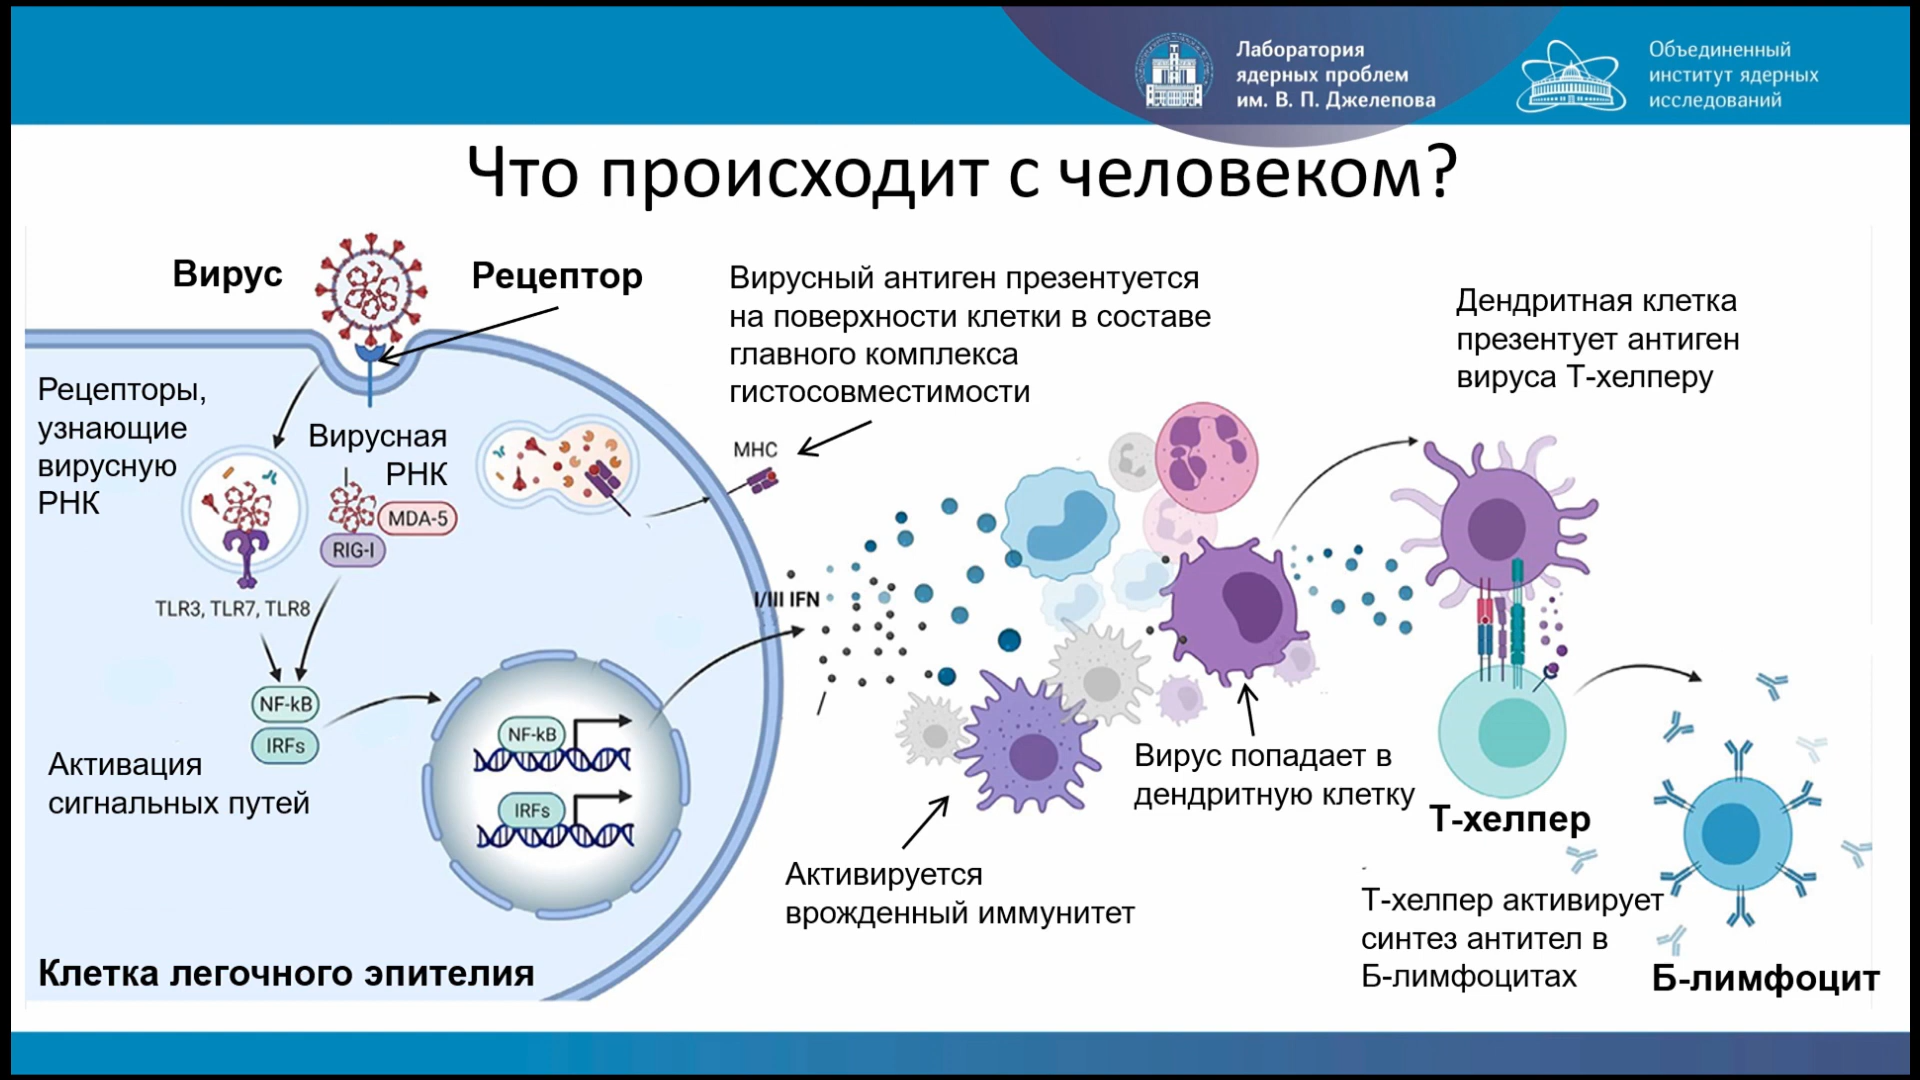 Лаборатория
ядерных проблем
им. В. П. Джелепова
Объединенный
институт ядерных
исследований
Что происходит с человеком?
Вирус
Рецептор
Вирусный антиген презентуется
на поверхности клетки в составе
главного комплекса
гистосовместимости
Дендритная клетка
презентует антиген
вируса Т-хелперу
Рецепторы,
узнающие
вирусную
РНК
Вирусная
РНК
MDA-5
RIG-I
MHC
TLR3, TLR7, TLR8
I/III IFN
NF-kB
IRFs
NF-kB
IRFs
Активация
сигнальных путей
Вирус попадает в
дендритную клетку
Т-хелпер
Активируется
врожденный иммунитет
Т-хелпер активирует
синтез антител в
Б-лимфоцитах
Клетка легочного эпителия
Б-лимфоцит